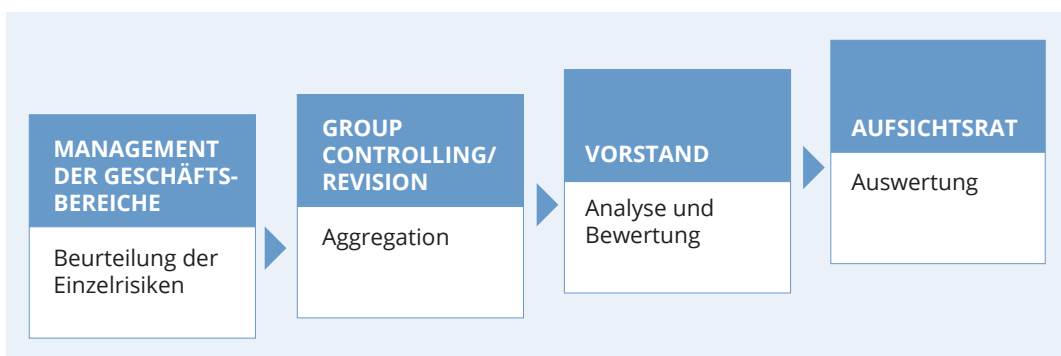 MANAGEMENT
DER GESCHÄFTS-
BEREICHE
Beurteilung der
Einzelrisiken
GROUP
CONTROLLING/
REVISION
Aggregation
VORSTAND
Analyse und
Bewertung
AUFSICHTSRAT
Auswertung